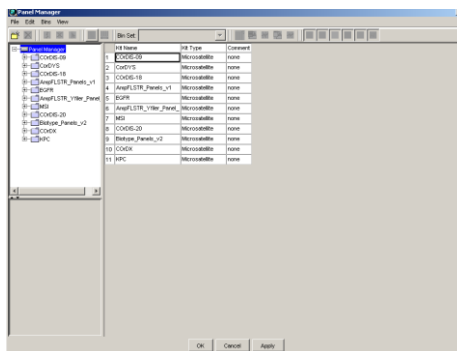 Panel Manager
File Edit Bins View
Bin Set:
Panel Manager
COrDIS-09
CorDYS
COrDIS-18
AmpFLSTR_Panels_v1
EGFR
AmpFLSTR_Yfiler_Panel
MSI
COrDIS-20
Biotype_Panels_v2
COrDX
KPC
Kit Name Kit Type Comment
1 COrDIS-09 Microsatellite none
2 CorDYS Microsatellite none
3 COrDIS-18 Microsatellite none
4 AmpFLSTR_Panels_v1 Microsatellite none
5 EGFR Microsatellite none
6 AmpFLSTR_Yfiler_Panel_ Microsatellite none
7 MSI Microsatellite none
8 COrDIS-20 Microsatellite none
9 Biotype_Panels_v2 Microsatellite none
10 COrDX Microsatellite none
11 KPC Microsatellite none
OK Cancel Apply